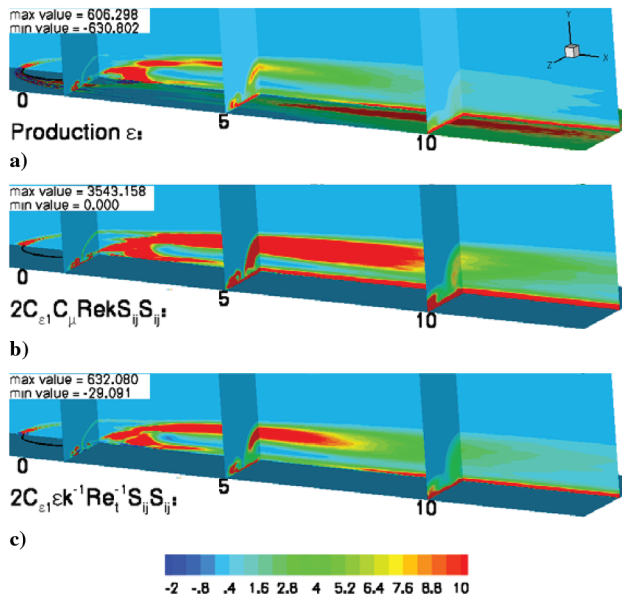 max value = 606.298
min value = -630.802
Y
Z X
0
5
10
Production ε:
a)
max value = 3543.158
min value = 0.000
0
5
10
2Cε1CμRekSijSij:
b)
max value = 632.080
min value = -29.091
0
5
10
2Cε1εk⁻¹Reₜ⁻¹SijSij:
c)
-2 -.8 .4 1.6 2.8 4 5.2 6.4 7.6 8.8 10